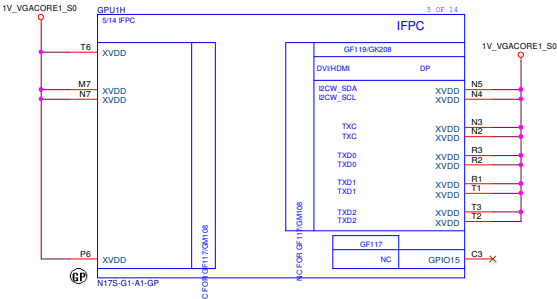 1V_VGACORE1_S0
GPU1H
5 OF 14
5/14 IFPC
IFPC
GF119/GK208
1V_VGACORE1_S0
DVI/HDMI DP
T6 XVDD
M7 XVDD
N7 XVDD
P6 XVDD
I2CW_SDA XVDD N5
I2CW_SCL XVDD N4
TXC XVDD N3
TXC XVDD N2
TXD0 XVDD R3
TXD0 XVDD R2
TXD1 XVDD R1
TXD1 XVDD T1
TXD2 XVDD T3
TXD2 XVDD T2
GF117
NC GPIO15 C3
C FOR GF117/GM108
NC FOR GF117/GM108
GP
N17S-G1-A1-GP